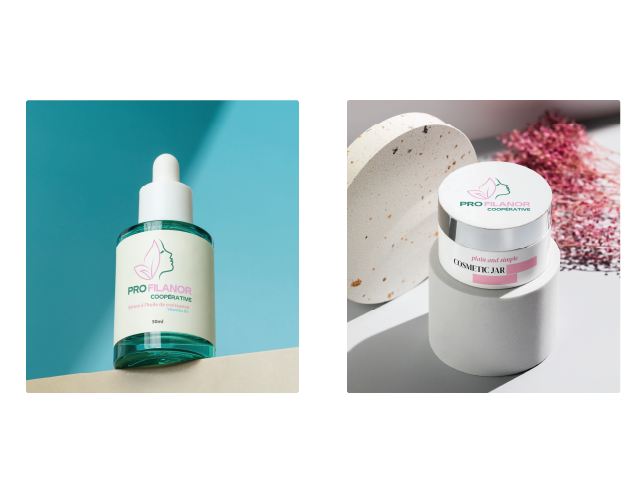 PRO FILANOR
COOPÉRATIVE
50ml
PRO FILANOR
COOPÉRATIVE
plain and simple
COSMETIC JAR